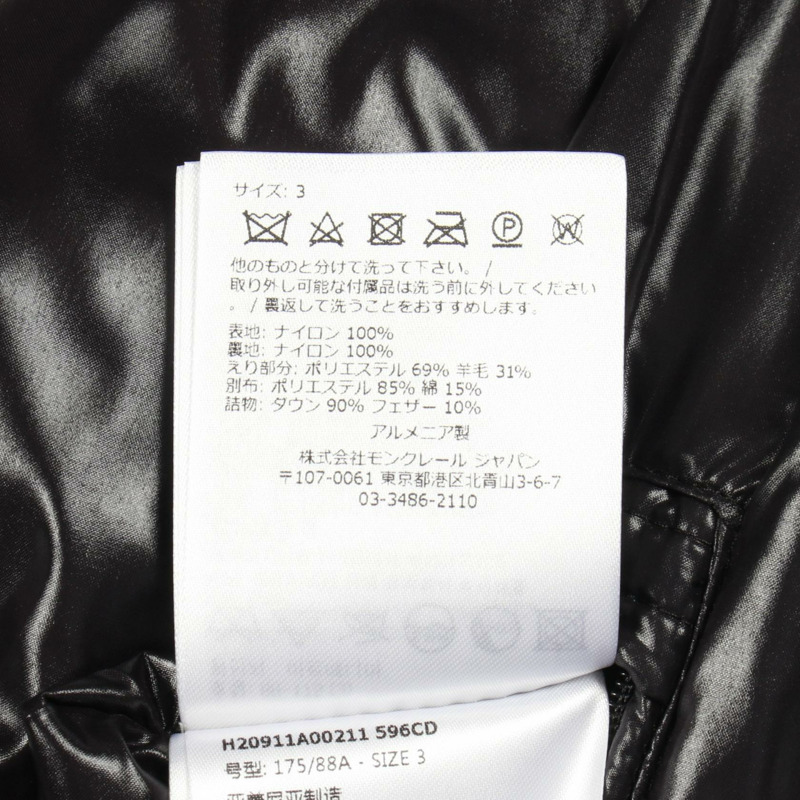 サイズ: 3
P W
他のものと分けて洗って下さい。 /
取り外し可能な付属品は洗う前に外してください
。 / 裏返して洗うことをおすすめします。
表地: ナイロン 100%
裏地: ナイロン 100%
えり部分: ポリエステル 69% 羊毛 31%
別布: ポリエステル 85% 綿 15%
詰物: ダウン 90% フェザー 10%
アルメニア製
株式会社モンクレール ジャパン
〒107-0061 東京都港区北青山3-6-7
03-3486-2110
H20911A00211 596CD
号型: 175/88A - SIZE 3
亚美尼亚制造